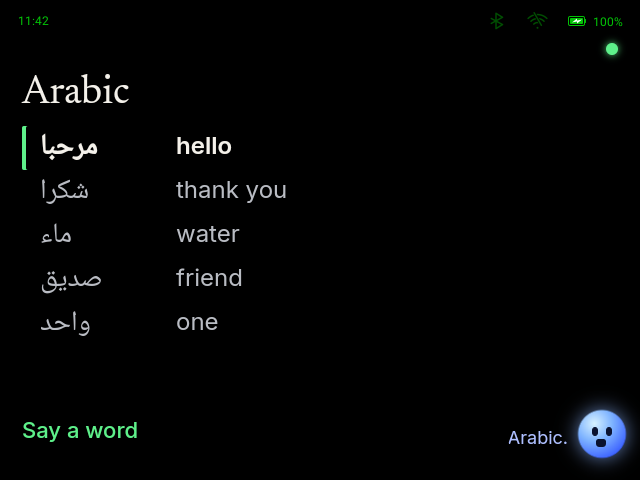 11:42
100%
Arabic
مرحبا hello
شكرا thank you
ماء water
صديق friend
واحد one
Say a word
Arabic.